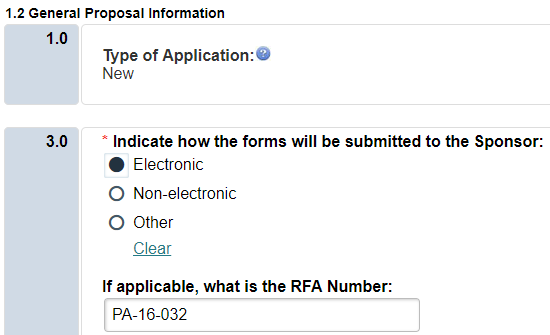 1.2 General Proposal Information
1.0
Type of Application: ?
New
3.0
* Indicate how the forms will be submitted to the Sponsor:
Electronic
Non-electronic
Other
Clear
If applicable, what is the RFA Number:
PA-16-032